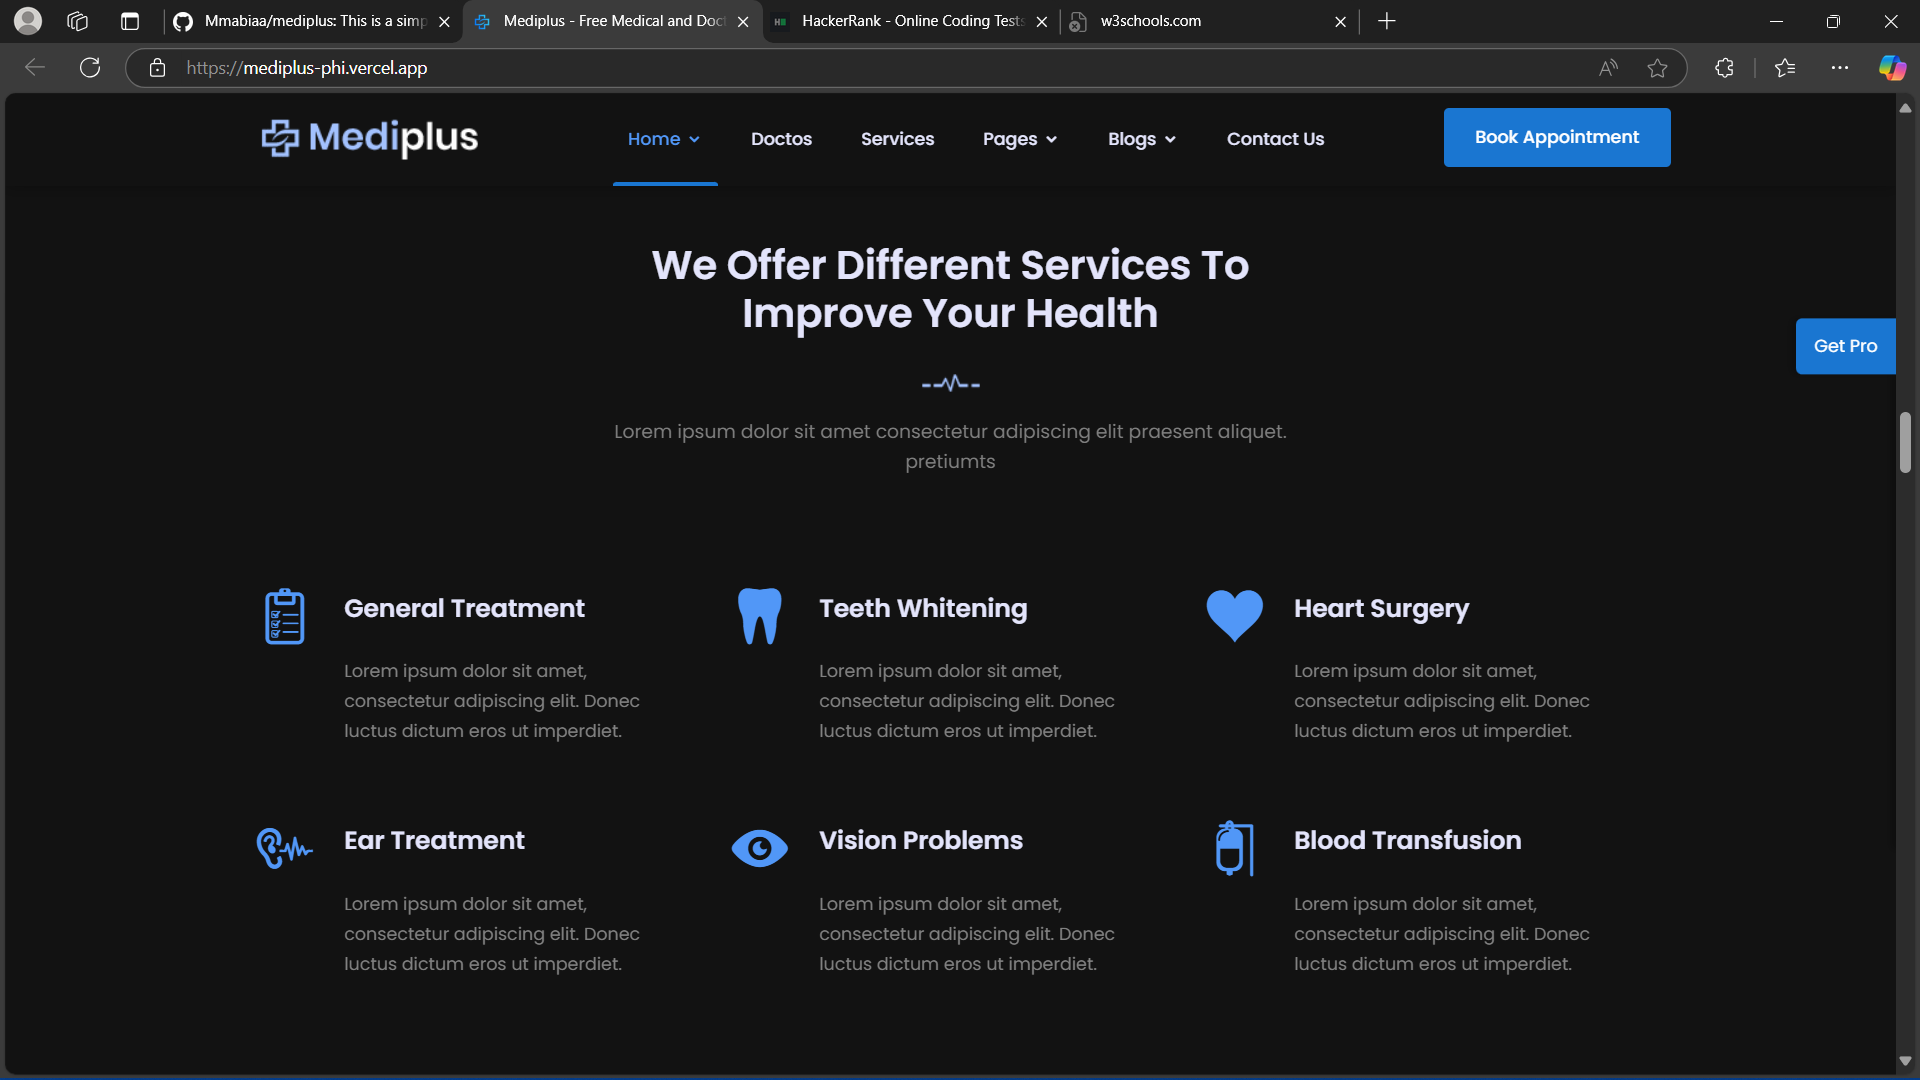 Mmabiaa/mediplus: This is a simp
Mediplus - Free Medical and Doct
HackerRank - Online Coding Tests
w3schools.com
https://mediplus-phi.vercel.app
Mediplus
Home
Doctos
Services
Pages
Blogs
Contact Us
Book Appointment
We Offer Different Services To
Improve Your Health
Get Pro
Lorem ipsum dolor sit amet consectetur adipiscing elit praesent aliquet.
pretiumts
General Treatment
Lorem ipsum dolor sit amet,
consectetur adipiscing elit. Donec
luctus dictum eros ut imperdiet.
Teeth Whitening
Lorem ipsum dolor sit amet,
consectetur adipiscing elit. Donec
luctus dictum eros ut imperdiet.
Heart Surgery
Lorem ipsum dolor sit amet,
consectetur adipiscing elit. Donec
luctus dictum eros ut imperdiet.
Ear Treatment
Lorem ipsum dolor sit amet,
consectetur adipiscing elit. Donec
luctus dictum eros ut imperdiet.
Vision Problems
Lorem ipsum dolor sit amet,
consectetur adipiscing elit. Donec
luctus dictum eros ut imperdiet.
Blood Transfusion
Lorem ipsum dolor sit amet,
consectetur adipiscing elit. Donec
luctus dictum eros ut imperdiet.